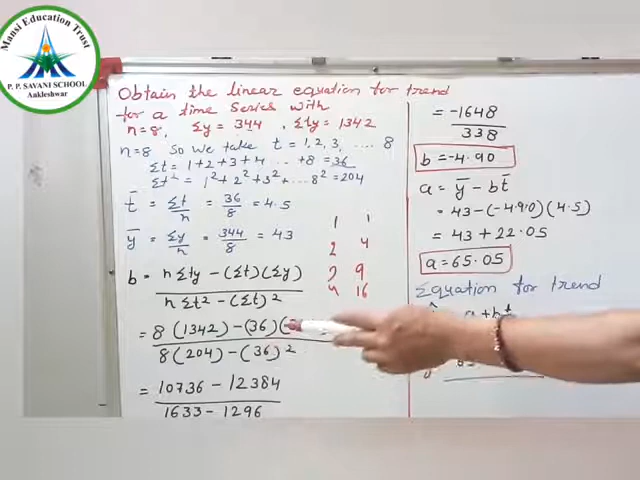 Mansi Education Trust
P. P. SAVANI SCHOOL
Ankleshwar
Obtain the linear equation for trend
for a time series with
n=8, Σy = 344, Σty = 1342
n=8 So we take t = 1, 2, 3, .... 8
Σt = 1+2+3+4 ... +8 = 36
Σt² = 1²+2²+3²+...8² = 204
t̄ = Σt/n = 36/8 = 4.5
ȳ = Σy/n = 344/8 = 43
1 1
2 4
3 9
4 16
b = nΣty - (Σt)(Σy) / nΣt² - (Σt)²
= 8(1342) - (36)( / 8(204) - (36)²
= 10736 - 12384 / 1633 - 1296
= -1648 / 338
b = -4.90
a = ȳ - bt̄
= 43-(-4.90)(4.5)
= 43 + 22.05
a = 65.05
Equation for trend